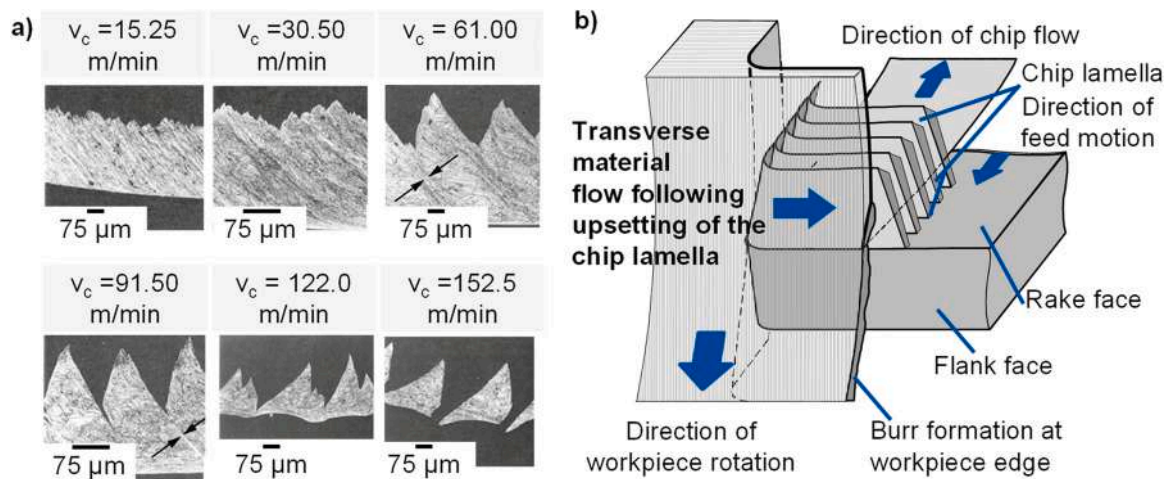 a)
v_c =15.25
m/min
v_c =30.50
m/min
v_c = 61.00
m/min
75 µm
75 µm
75 µm
v_c =91.50
m/min
v_c = 122.0
m/min
v_c = 152.5
m/min
75 µm
75 µm
75 µm
b)
Direction of chip flow
Chip lamella
Direction of
feed motion
Transverse
material
flow following
upsetting of the
chip lamella
Rake face
Flank face
Direction of
workpiece rotation
Burr formation at
workpiece edge